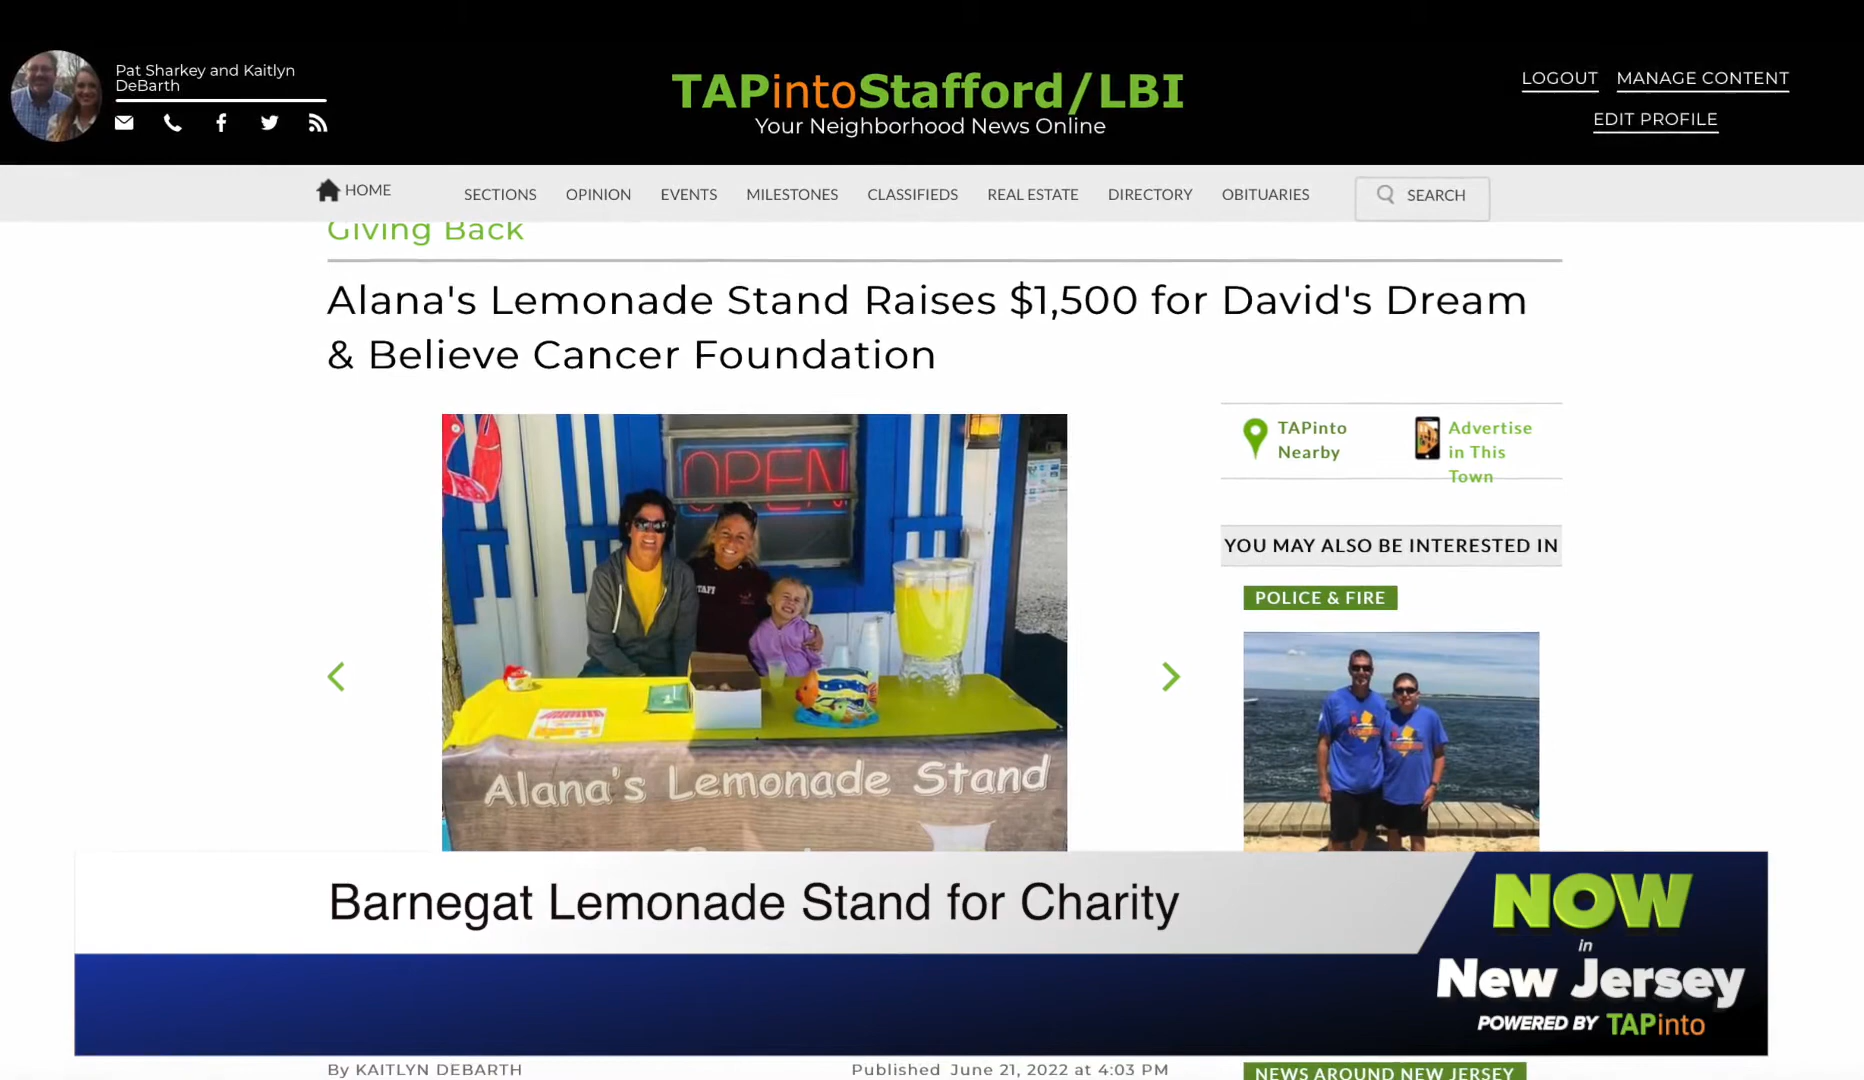 Pat Sharkey and Kaitlyn
DeBarth
TAPintoStafford/LBI
Your Neighborhood News Online
LOGOUT MANAGE CONTENT
EDIT PROFILE
HOME SECTIONS OPINION EVENTS MILESTONES CLASSIFIEDS REAL ESTATE DIRECTORY OBITUARIES SEARCH
Giving Back
Alana's Lemonade Stand Raises $1,500 for David's Dream
& Believe Cancer Foundation
OPEN
STAFF
Alana's Lemonade Stand
TAPinto
Nearby
Advertise
in This
Town
YOU MAY ALSO BE INTERESTED IN
POLICE & FIRE
Barnegat Lemonade Stand for Charity
NOW
in
New Jersey
POWERED BY TAPinto
By KAITLYN DEBARTH
Published June 21, 2022 at 4:03 PM
NEWS AROUND NEW JERSEY